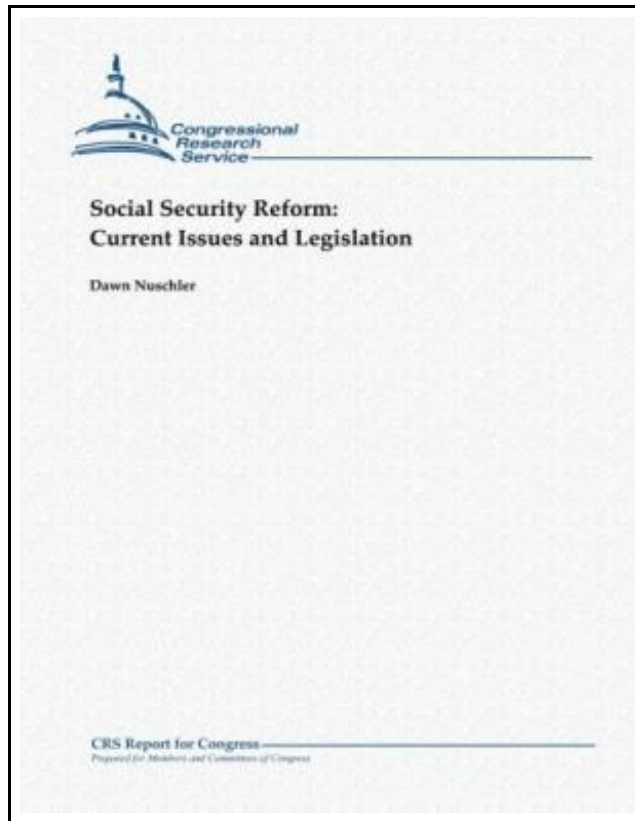 Congressional
Research
Service
Social Security Reform:
Current Issues and Legislation
Dawn Nuschler
CRS Report for Congress
Prepared for Members and Committees of Congress